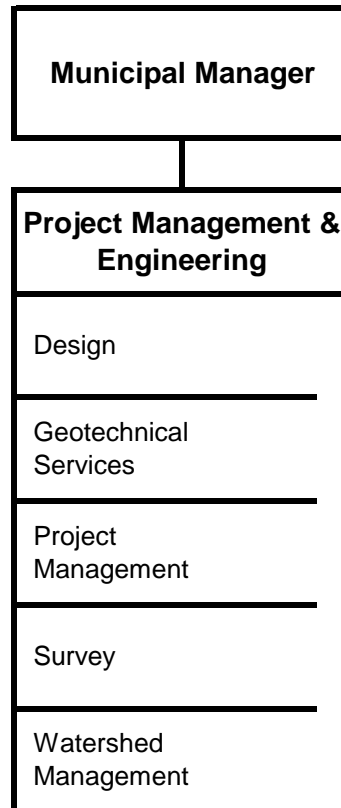 Municipal Manager
Project Management &
Engineering
Design
Geotechnical
Services
Project
Management
Survey
Watershed
Management